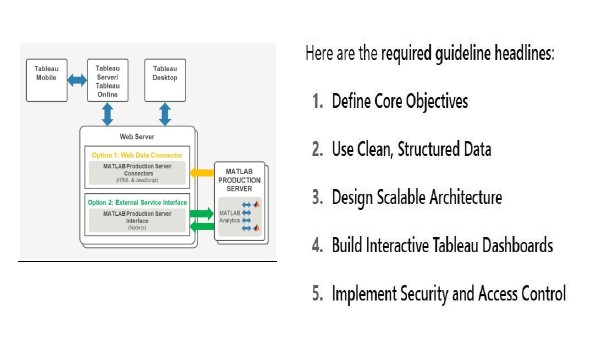 Tableau
Mobile
Tableau
Server/
Tableau
Online
Tableau
Desktop
Web Server
Option 1: Web Data Connector
MATLAB Production Server
Connectors
(HTML & JavaScript)
Option 2: External Service Interface
MATLAB Production Server
Interface
(Node.js)
MATLAB
PRODUCTION
SERVER
MATLAB
Analytics
Here are the required guideline headlines:
1. Define Core Objectives
2. Use Clean, Structured Data
3. Design Scalable Architecture
4. Build Interactive Tableau Dashboards
5. Implement Security and Access Control